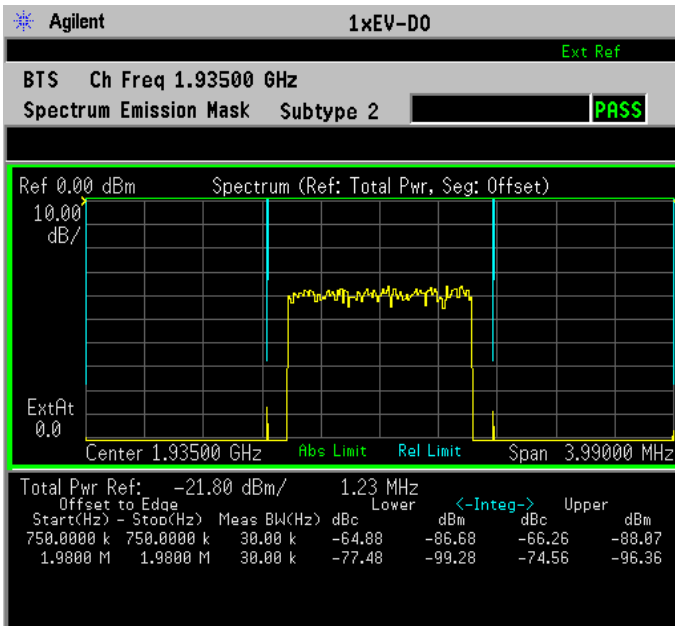 Agilent 1xEV-DO
Ext Ref
BTS Ch Freq 1.93500 GHz
Spectrum Emission Mask Subtype 2 PASS
Ref 0.00 dBm Spectrum (Ref: Total Pwr, Seg: Offset)
10.00
dB/
ExtAt
0.0
Center 1.93500 GHz Abs Limit Rel Limit Span 3.99000 MHz
Total Pwr Ref: -21.80 dBm/ 1.23 MHz
Offset to Edge Lower <-Integ-> Upper
Start(Hz) - Stop(Hz) Meas BW(Hz) dBc dBm dBc dBm
750.0000 k 750.0000 k 30.00 k -64.88 -86.68 -66.26 -88.07
1.9800 M 1.9800 M 30.00 k -77.48 -99.28 -74.56 -96.36